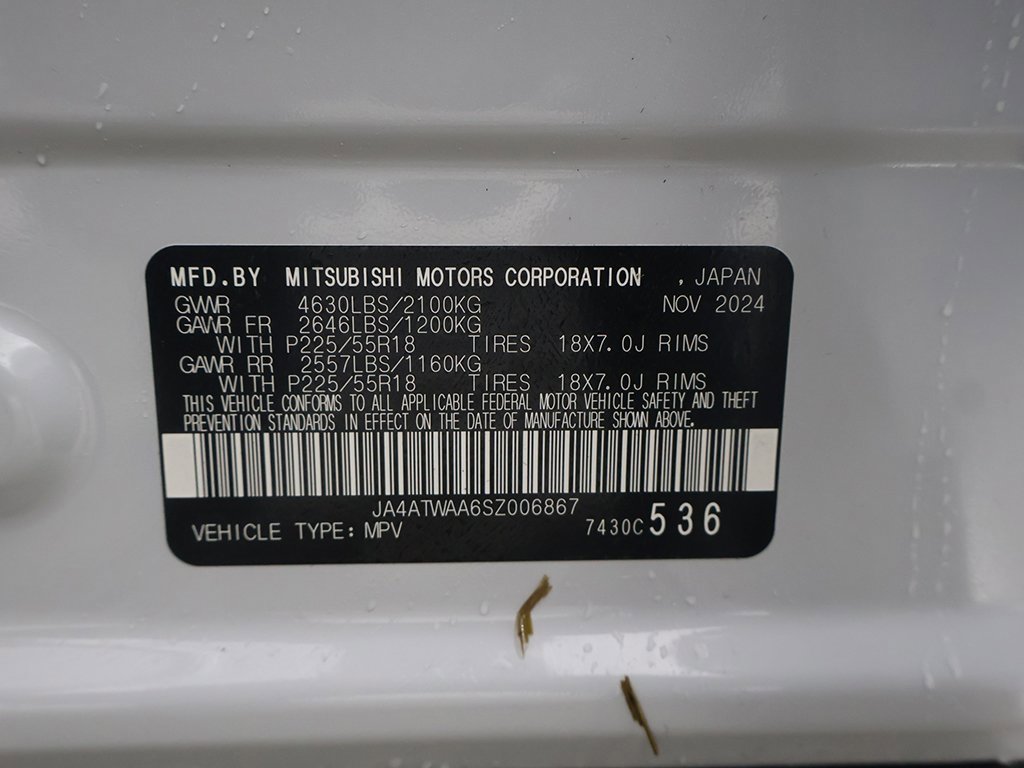 MFD.BY MITSUBISHI MOTORS CORPORATION , JAPAN
GVWR 4630LBS/2100KG NOV 2024
GAWR FR 2646LBS/1200KG
WITH P225/55R18 TIRES 18X7.0J RIMS
GAWR RR 2557LBS/1160KG
WITH P225/55R18 TIRES 18X7.0J RIMS
THIS VEHICLE CONFORMS TO ALL APPLICABLE FEDERAL MOTOR VEHICLE SAFETY AND THEFT
PREVENTION STANDARDS IN EFFECT ON THE DATE OF MANUFACTURE SHOWN ABOVE.
JA4ATWAA6SZ006867
VEHICLE TYPE: MPV 7430C 536